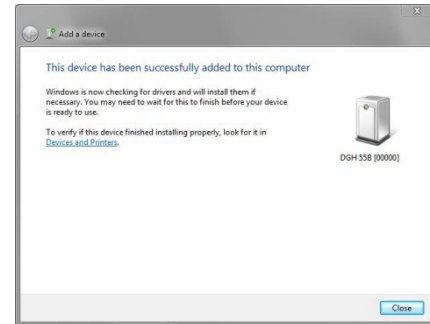 Add a device
This device has been successfully added to this computer
Windows is now checking for drivers and will install them if
necessary. You may need to wait for this to finish before your device
is ready to use.
To verify if this device finished installing properly, look for it in
Devices and Printers.
DGH 55B [00000]
Close